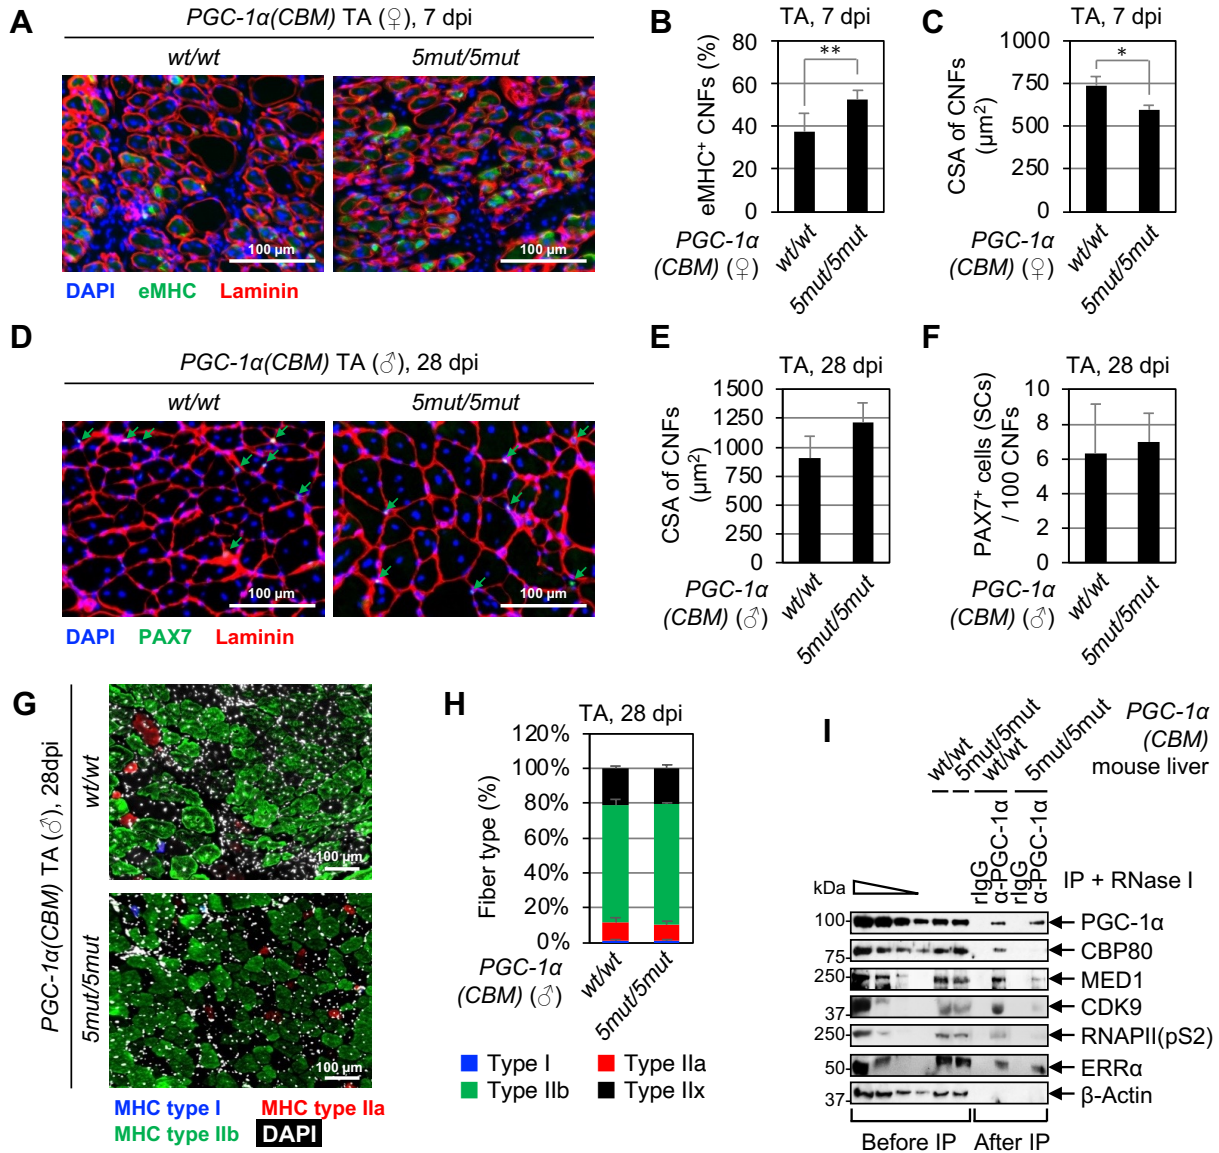 A
PGC-1α(CBM) TA (♀), 7 dpi
wt/wt
5mut/5mut
100 μm
100 μm
DAPI eMHC Laminin
B
TA, 7 dpi
eMHC⁺ CNFs (%)
80
60
40
20
0
**
PGC-1α
(CBM) (♀)
wt/wt
5mut/5mut
C
TA, 7 dpi
CSA of CNFs
(μm²)
1000
750
500
250
0
*
PGC-1α
(CBM) (♀)
wt/wt
5mut/5mut
D
PGC-1α(CBM) TA (♂), 28 dpi
wt/wt
5mut/5mut
100 μm
100 μm
DAPI PAX7 Laminin
E
TA, 28 dpi
CSA of CNFs
(μm²)
1500
1250
1000
750
500
250
0
PGC-1α
(CBM) (♂)
wt/wt
5mut/5mut
F
TA, 28 dpi
PAX7⁺ cells (SCs)
/ 100 CNFs
10
8
6
4
2
0
PGC-1α
(CBM) (♂)
wt/wt
5mut/5mut
G
PGC-1α(CBM) TA (♂), 28dpi
wt/wt
5mut/5mut
100 μm
100 μm
MHC type I MHC type IIa
MHC type IIb DAPI
H
TA, 28 dpi
Fiber type (%)
120%
100%
80%
60%
40%
20%
0%
PGC-1α
(CBM) (♂)
wt/wt
5mut/5mut
Type I Type IIa
Type IIb Type IIx
I
wt/wt
5mut/5mut
wt/wt
5mut/5mut
PGC-1α
(CBM)
mouse liver
rIgG
α-PGC-1α
rIgG
α-PGC-1α
IP + RNase I
kDa
100 PGC-1α
75 CBP80
250 MED1
37 CDK9
250 RNAPII(pS2)
50 ERRα
37 β-Actin
Before IP After IP